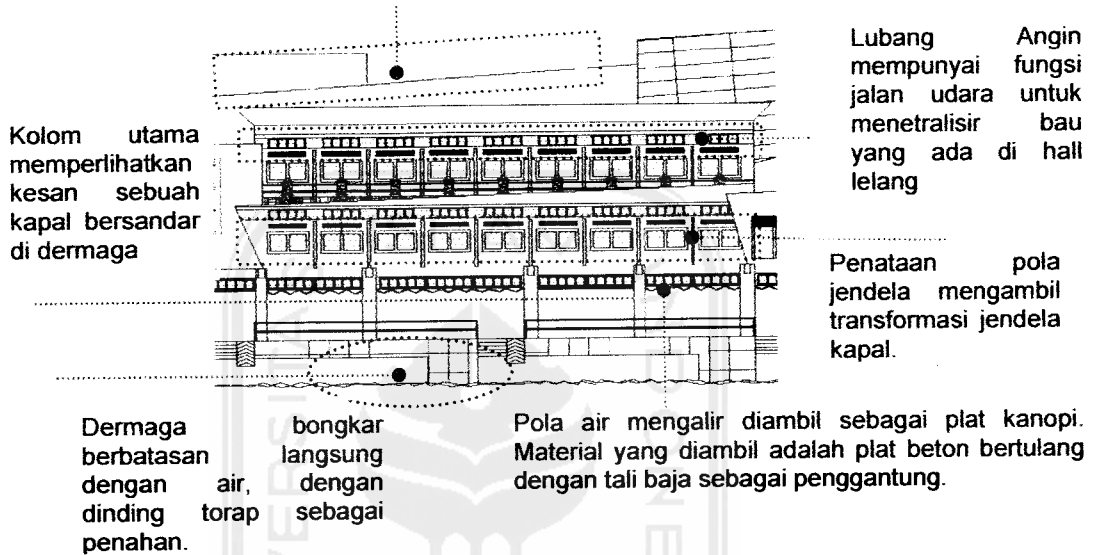 Lubang Angin
mempunyai fungsi
jalan udara untuk
menetralisir bau
yang ada di hall
lelang
Kolom utama
memperlihatkan
kesan sebuah
kapal bersandar
di dermaga
Penataan pola
jendela mengambil
transformasi jendela
kapal.
Dermaga bongkar
berbatasan langsung
dengan air, dengan
dinding torap sebagai
penahan.
Pola air mengalir diambil sebagai plat kanopi.
Material yang diambil adalah plat beton bertulang
dengan tali baja sebagai penggantung.